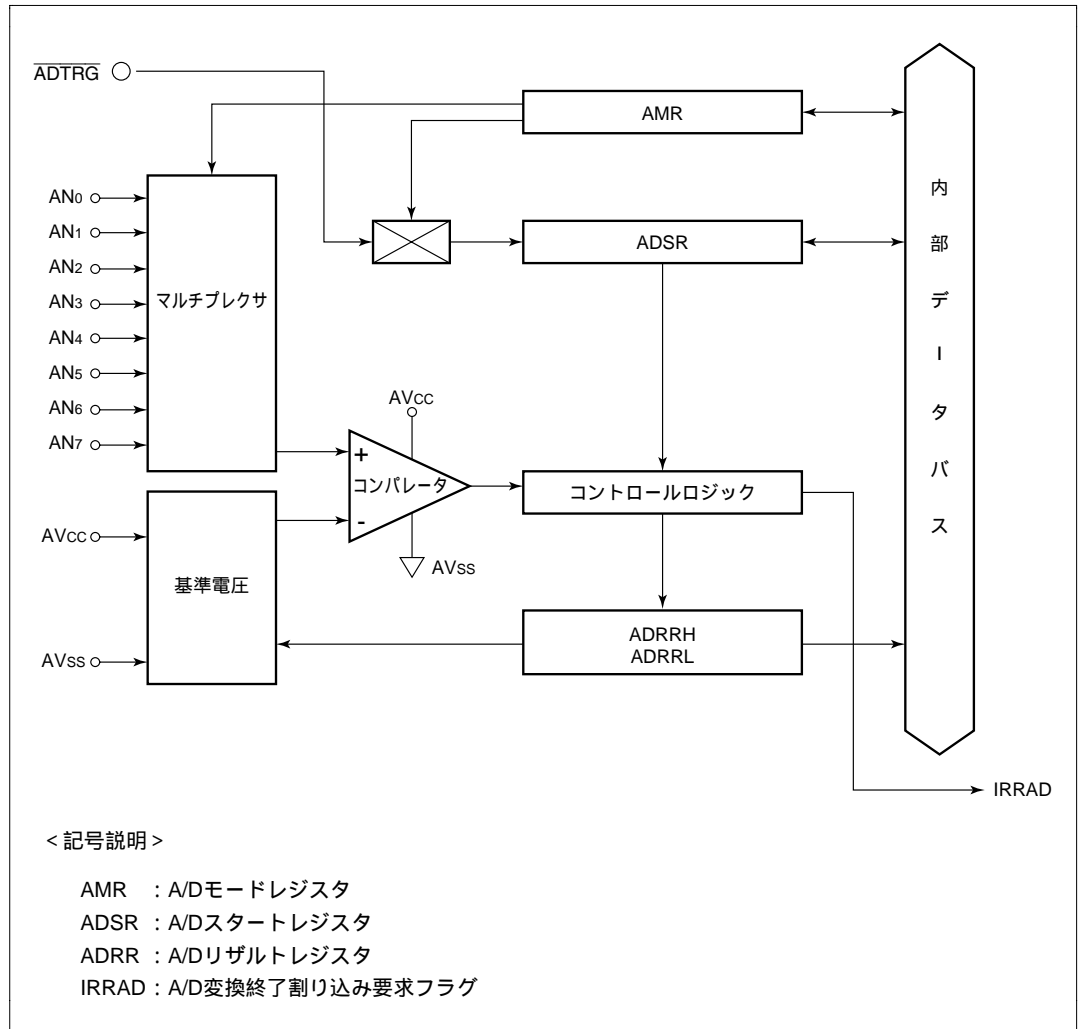 ADTRG
AMR
AN0
AN1
AN2
AN3
AN4
AN5
AN6
AN7
マルチプレクサ
ADSR
内部データバス
AVCC
+
コンパレータ
-
AVSS
コントロールロジック
AVCC
基準電圧
AVSS
ADRRH
ADRRL
IRRAD
<記号説明>
AMR :A/Dモードレジスタ
ADSR :A/Dスタートレジスタ
ADRR :A/Dリザルトレジスタ
IRRAD:A/D変換終了割り込み要求フラグ